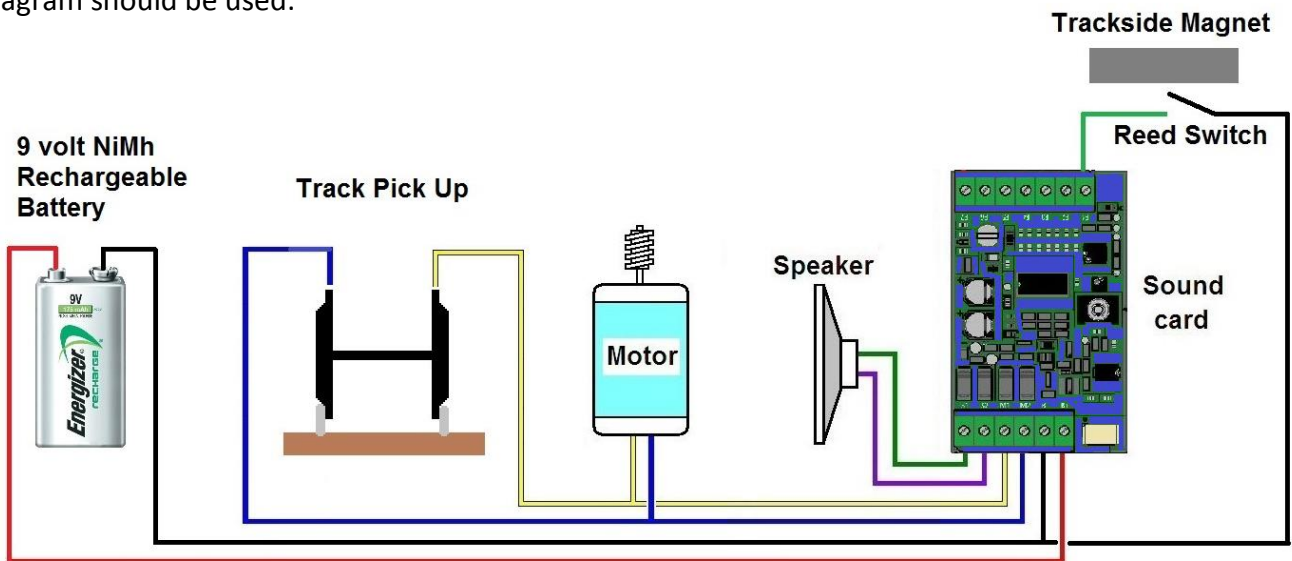 agram should be used.
Trackside Magnet
Reed Switch
9 volt NiMh
Rechargeable
Battery
Track Pick Up
Speaker
Sound
card
Motor
9V
Energizer
recharge